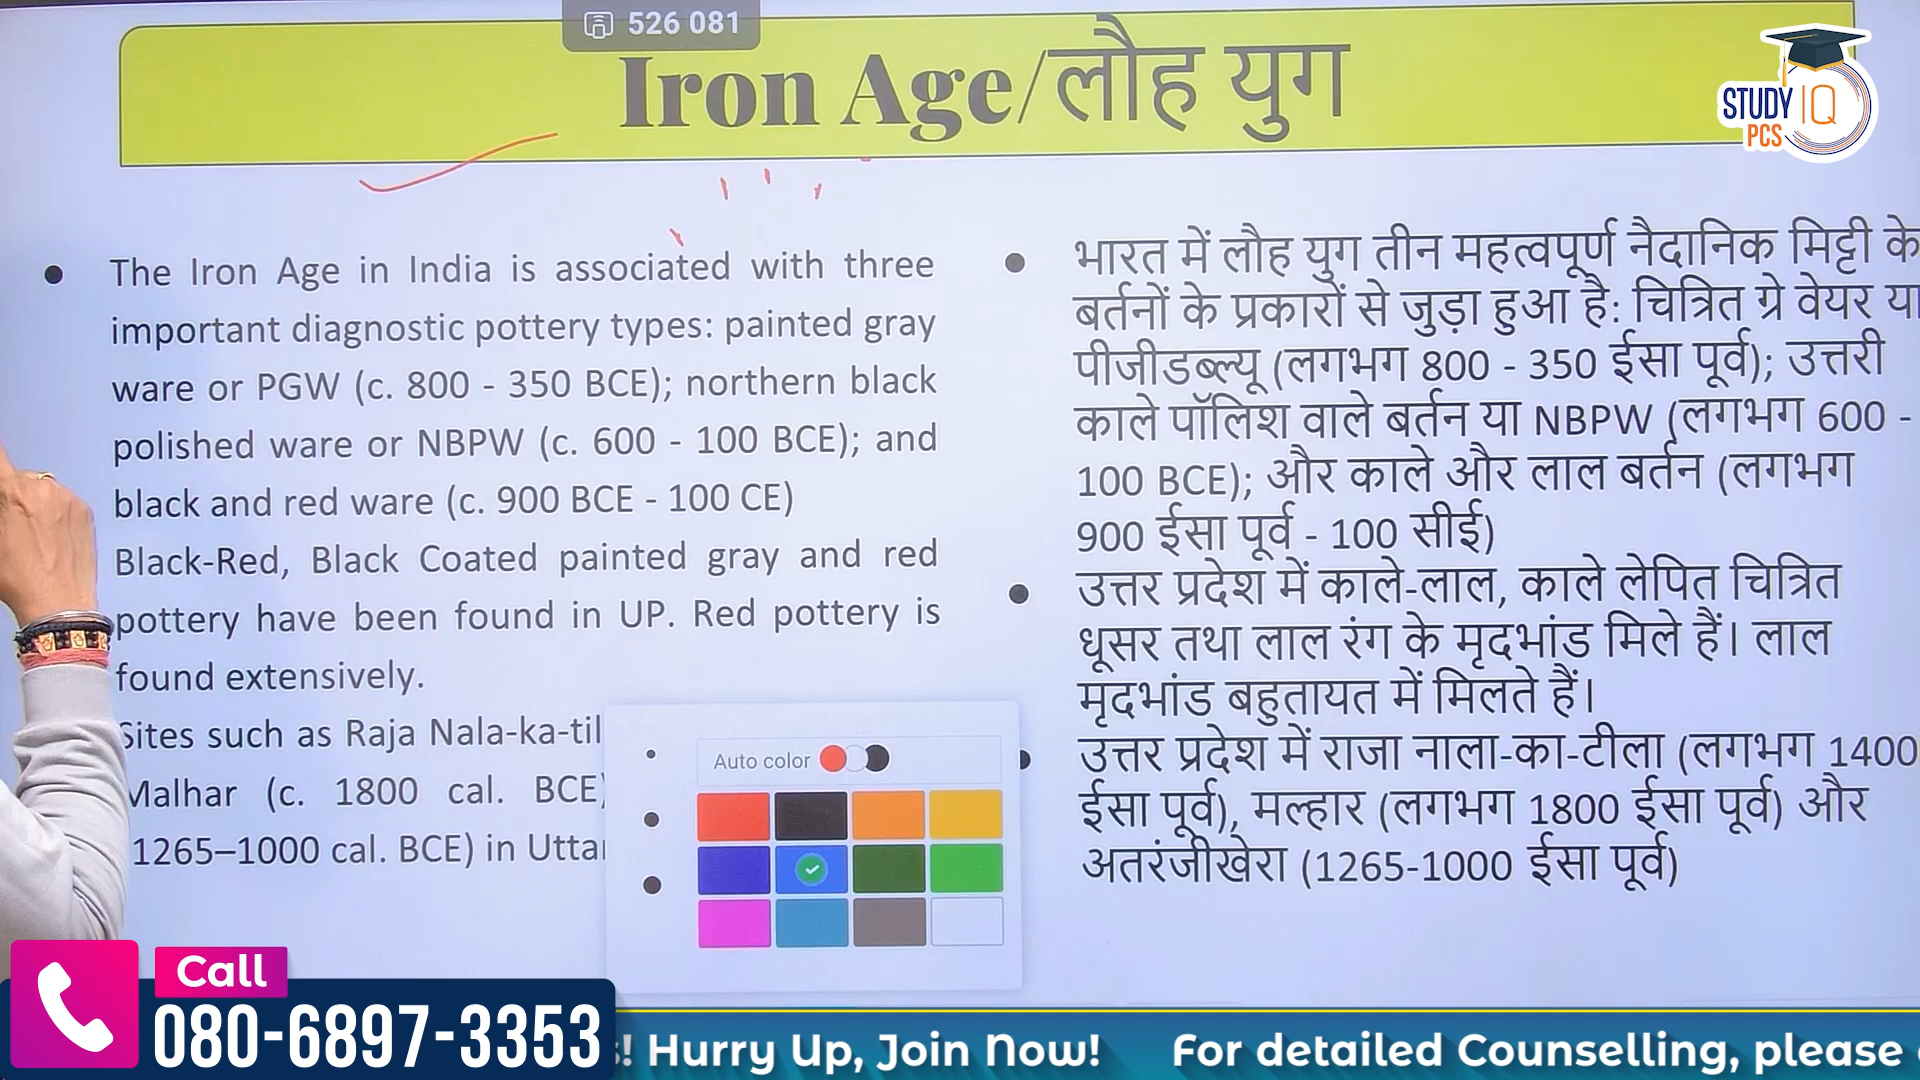 526 081
Iron Age/लौह युग
STUDY IQ
PCS
The Iron Age in India is associated with three
important diagnostic pottery types: painted gray
ware or PGW (c. 800 - 350 BCE); northern black
polished ware or NBPW (c. 600 - 100 BCE); and
black and red ware (c. 900 BCE - 100 CE)
Black-Red, Black Coated painted gray and red
pottery have been found in UP. Red pottery is
found extensively.
Sites such as Raja Nala-ka-til
Malhar (c. 1800 cal. BCE)
1265–1000 cal. BCE) in Uttar
भारत में लौह युग तीन महत्वपूर्ण नैदानिक मिट्टी के
बर्तनों के प्रकारों से जुड़ा हुआ है: चित्रित ग्रे वेयर या
पीजीडब्ल्यू (लगभग 800 - 350 ईसा पूर्व); उत्तरी
काले पॉलिश वाले बर्तन या NBPW (लगभग 600 -
100 BCE); और काले और लाल बर्तन (लगभग
900 ईसा पूर्व - 100 सीई)
उत्तर प्रदेश में काले-लाल, काले लेपित चित्रित
धूसर तथा लाल रंग के मृदभांड मिले हैं। लाल
मृदभांड बहुतायत में मिलते हैं।
उत्तर प्रदेश में राजा नाला-का-टीला (लगभग 1400
ईसा पूर्व), मल्हार (लगभग 1800 ईसा पूर्व) और
अतरंजीखेरा (1265-1000 ईसा पूर्व)
Auto color
Call
080-6897-3353
! Hurry Up, Join Now! For detailed Counselling, please